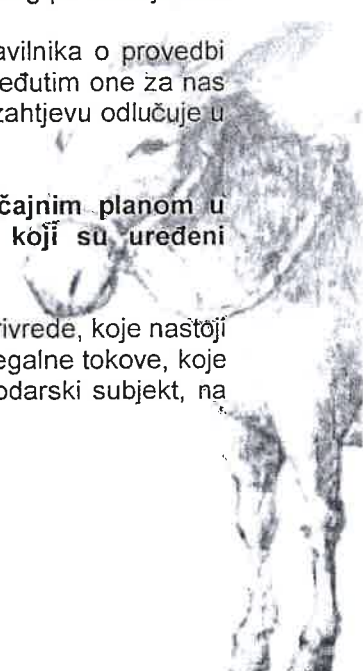 avilnika o provedbi
eđutim one za nas
zahtjevu odlučuje u
čajnim planom u
koji su uređeni
rivrede, koje nastoji
egalne tokove, koje
odarski subjekt, na